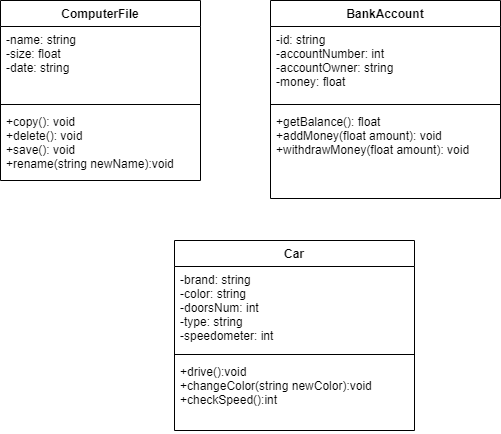 ComputerFile
-name: string
-size: float
-date: string
+copy(): void
+delete(): void
+save(): void
+rename(string newName):void
BankAccount
-id: string
-accountNumber: int
-accountOwner: string
-money: float
+getBalance(): float
+addMoney(float amount): void
+withdrawMoney(float amount): void
Car
-brand: string
-color: string
-doorsNum: int
-type: string
-speedometer: int
+drive():void
+changeColor(string newColor):void
+checkSpeed():int